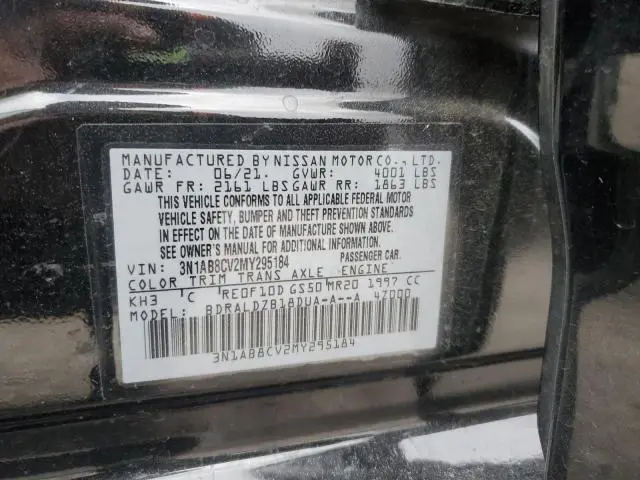 MANUFACTURED BY NISSAN MOTOR CO., LTD.
DATE: 06/21. GVWR: 4001 LBS
GAWR FR: 2161 LBS GAWR RR: 1863 LBS
THIS VEHICLE CONFORMS TO ALL APPLICABLE FEDERAL MOTOR
VEHICLE SAFETY, BUMPER AND THEFT PREVENTION STANDARDS
IN EFFECT ON THE DATE OF MANUFACTURE SHOWN ABOVE.
SEE OWNER'S MANUAL FOR ADDITIONAL INFORMATION.
VIN: 3N1AB8CV2MY295184 PASSENGER CAR.
COLOR TRIM TRANS AXLE ENGINE
KH3 C RE0F10D GS50 MR20 1997 CC
MODEL: BDRALDZB18DUA-A--A 4Z000
3N1AB8CV2MY295184